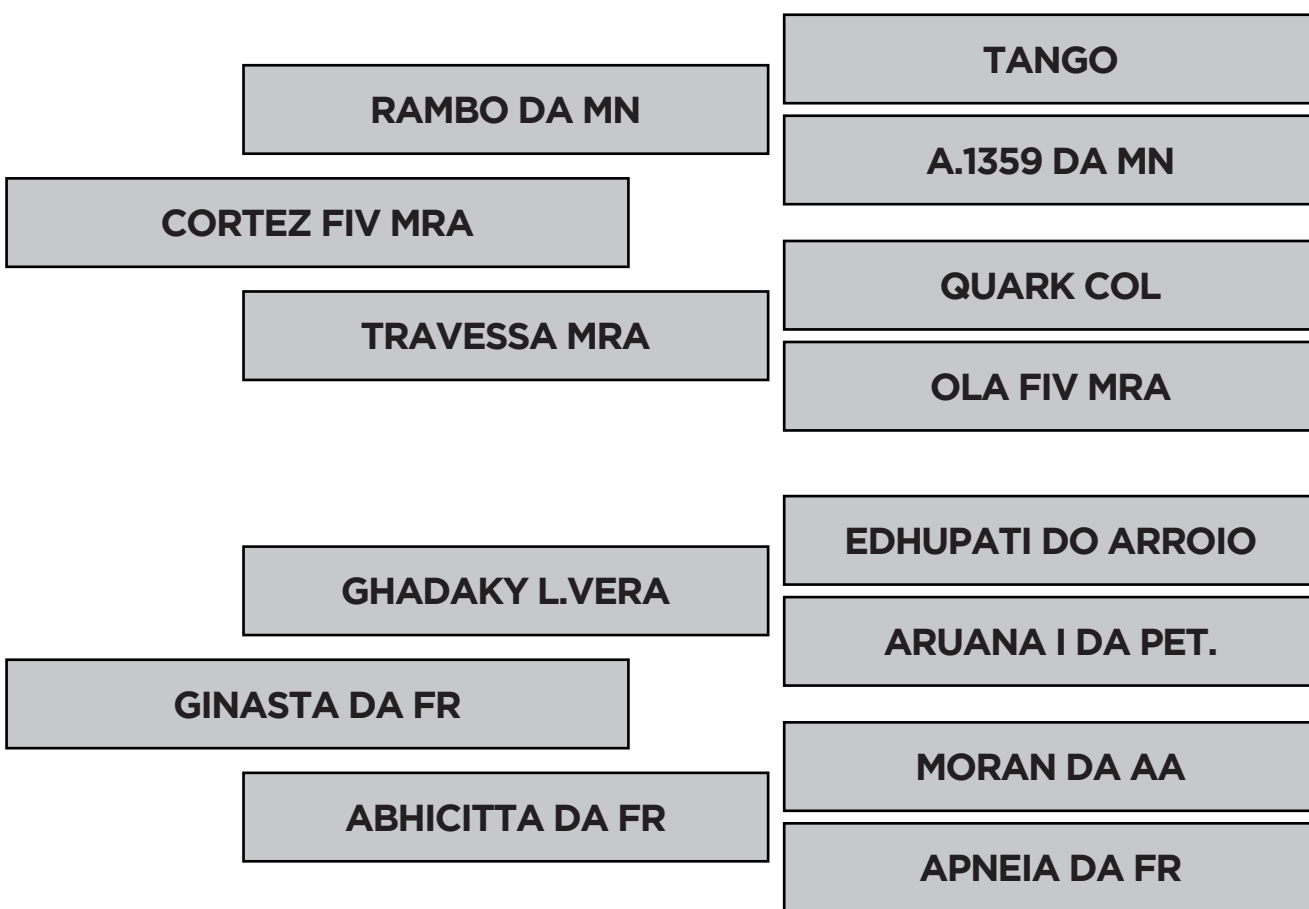 TANGO
RAMBO DA MN
A.1359 DA MN
CORTEZ FIV MRA
QUARK COL
TRAVESSA MRA
OLA FIV MRA
EDHUPATI DO ARROIO
GHADAKY L.VERA
ARUANA I DA PET.
GINASTA DA FR
MORAN DA AA
ABHICITTA DA FR
APNEIA DA FR